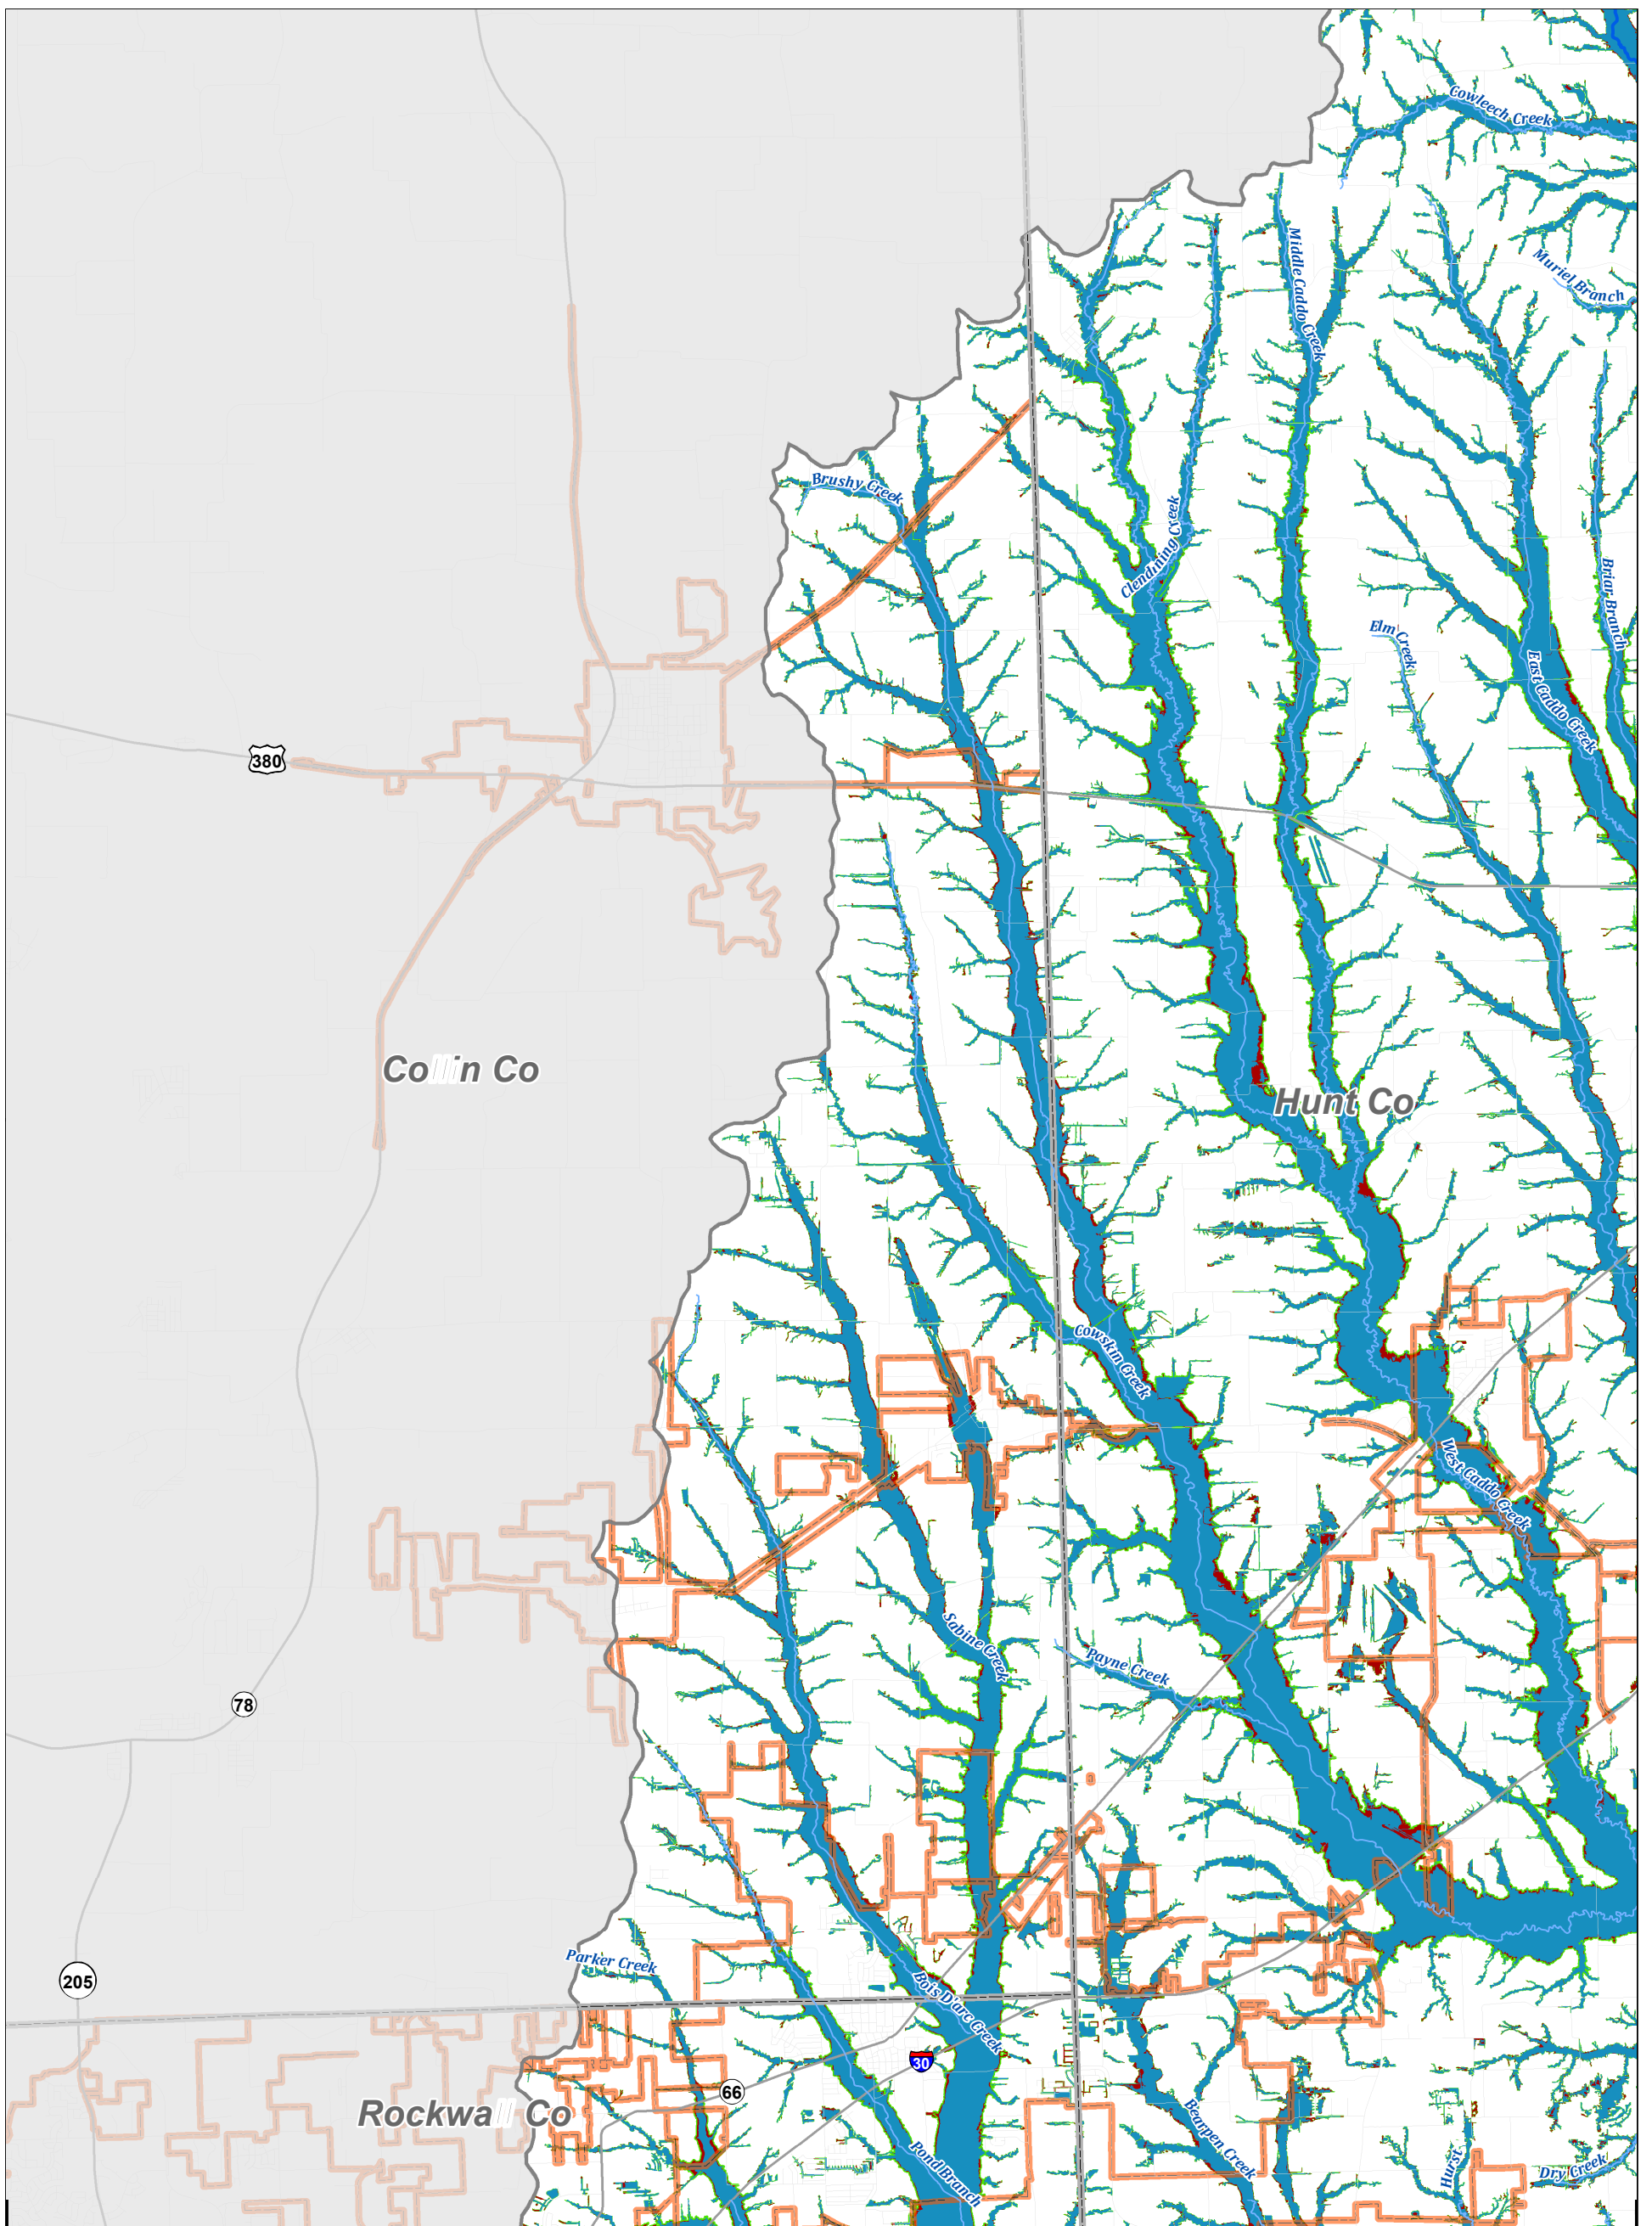 Cowleech Creek
Middle Caddo Creek
Muriel Branch
Brushy Creek
Clendining Creek
Briar Branch
Elm Creek
East Caddo Creek
380
Collin Co
Hunt Co
Cowskin Creek
West Caddo Creek
Sabine Creek
Payne Creek
78
Parker Creek
205
Bois D'arc Creek
30
66
Rockwall Co
Bearpen Creek
Pond Branch
Hurst
Dry Creek